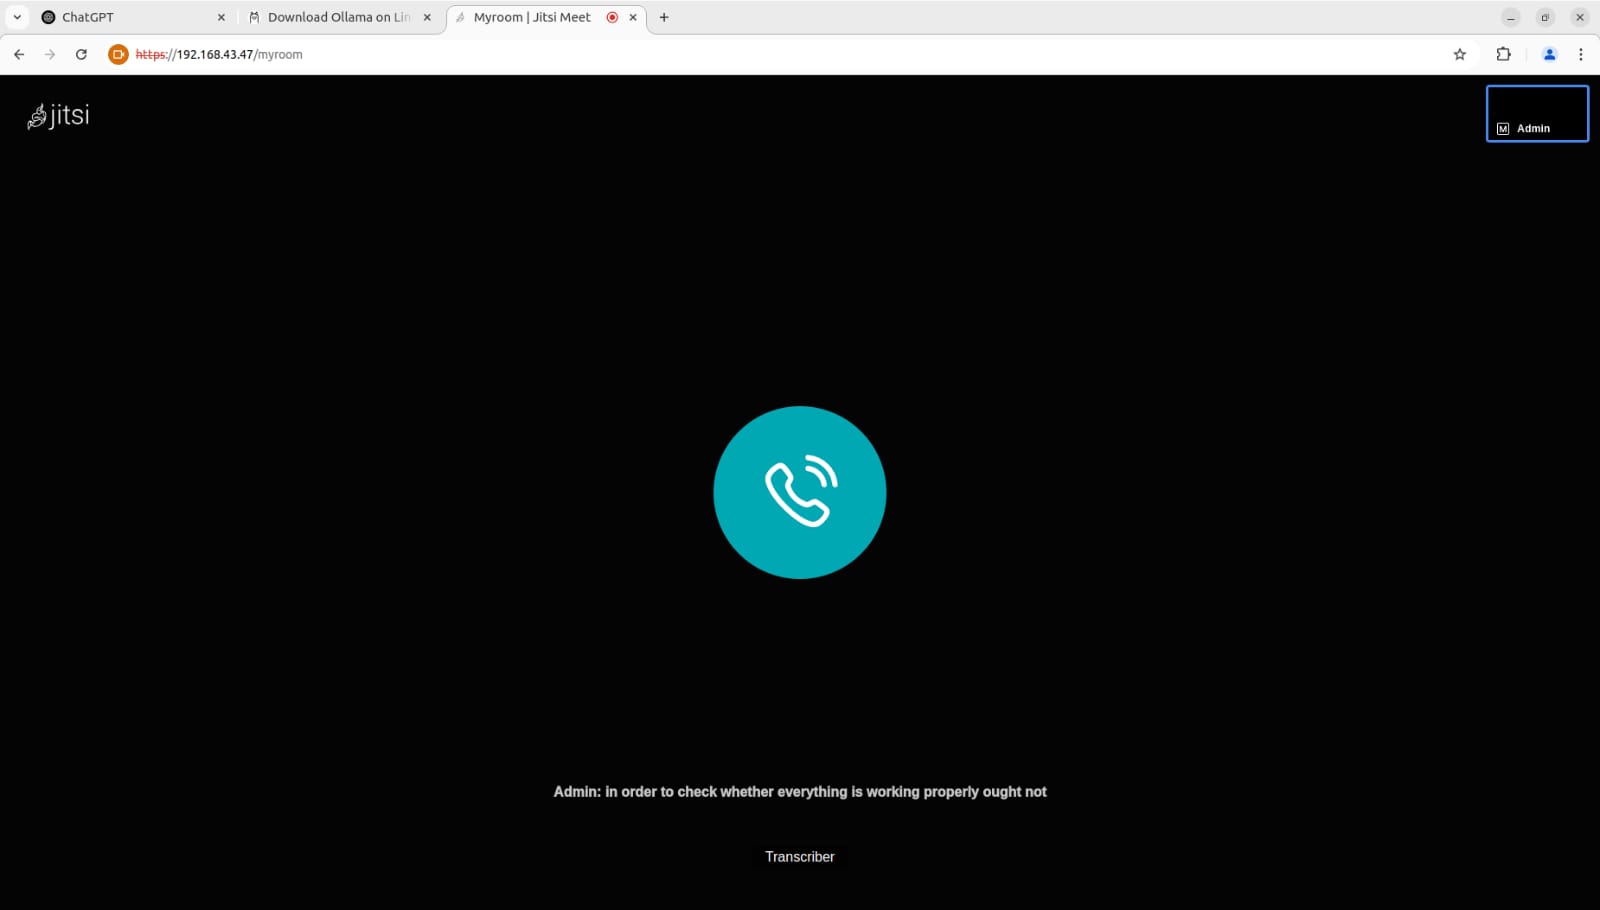 ChatGPT
Download Ollama on Lin
Myroom | Jitsi Meet
https://192.168.43.47/myroom
jitsi
M Admin
Admin: in order to check whether everything is working properly ought not
Transcriber